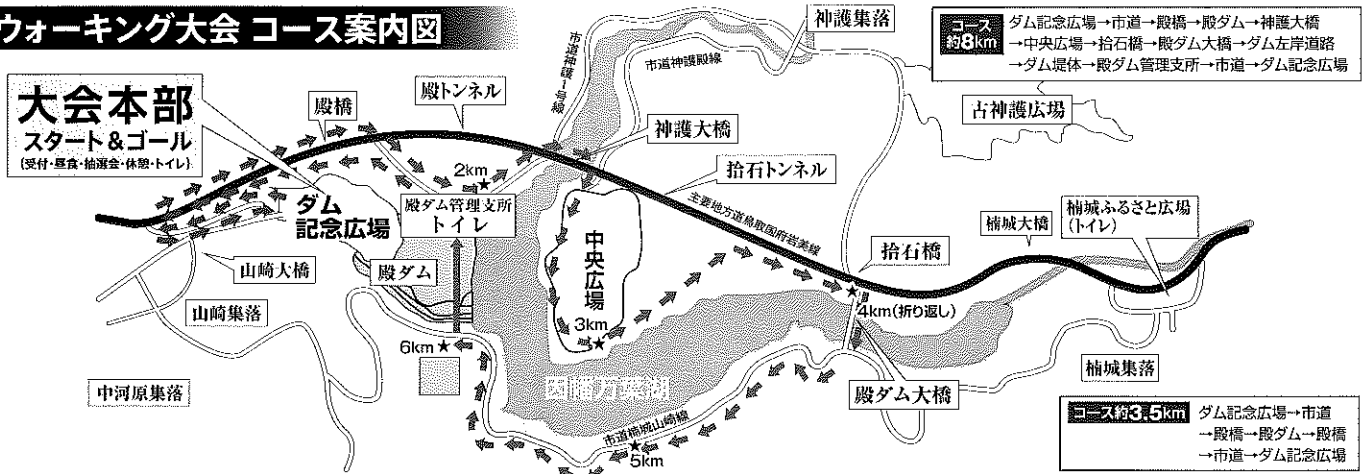 ウォーキング大会 コース案内図
コース
約8km
ダム記念広場→市道→殿橋→殿ダム→神護大橋
→中央広場→拾石橋→殿ダム大橋→ダム左岸道路
→ダム堤体→殿ダム管理支所→市道→ダム記念広場
神護集落
市道神護1号線
市道神護殿線
大会本部
スタート&ゴール
(受付・昼食・抽選会・休憩・トイレ)
殿橋
殿トンネル
神護大橋
古神護広場
拾石トンネル
2km
ダム
記念広場
殿ダム管理支所
トイレ
主要地方道鳥取国府岩美線
中央広場
楠城大橋
楠城ふるさと広場
(トイレ)
拾石橋
山崎大橋
殿ダム
山崎集落
3km
4km(折り返し)
6km
因幡万葉湖
殿ダム大橋
楠城集落
中河原集落
市道楠城山崎線
5km
コース約3.5km
ダム記念広場→市道
→殿橋→殿ダム→殿橋
→市道→ダム記念広場